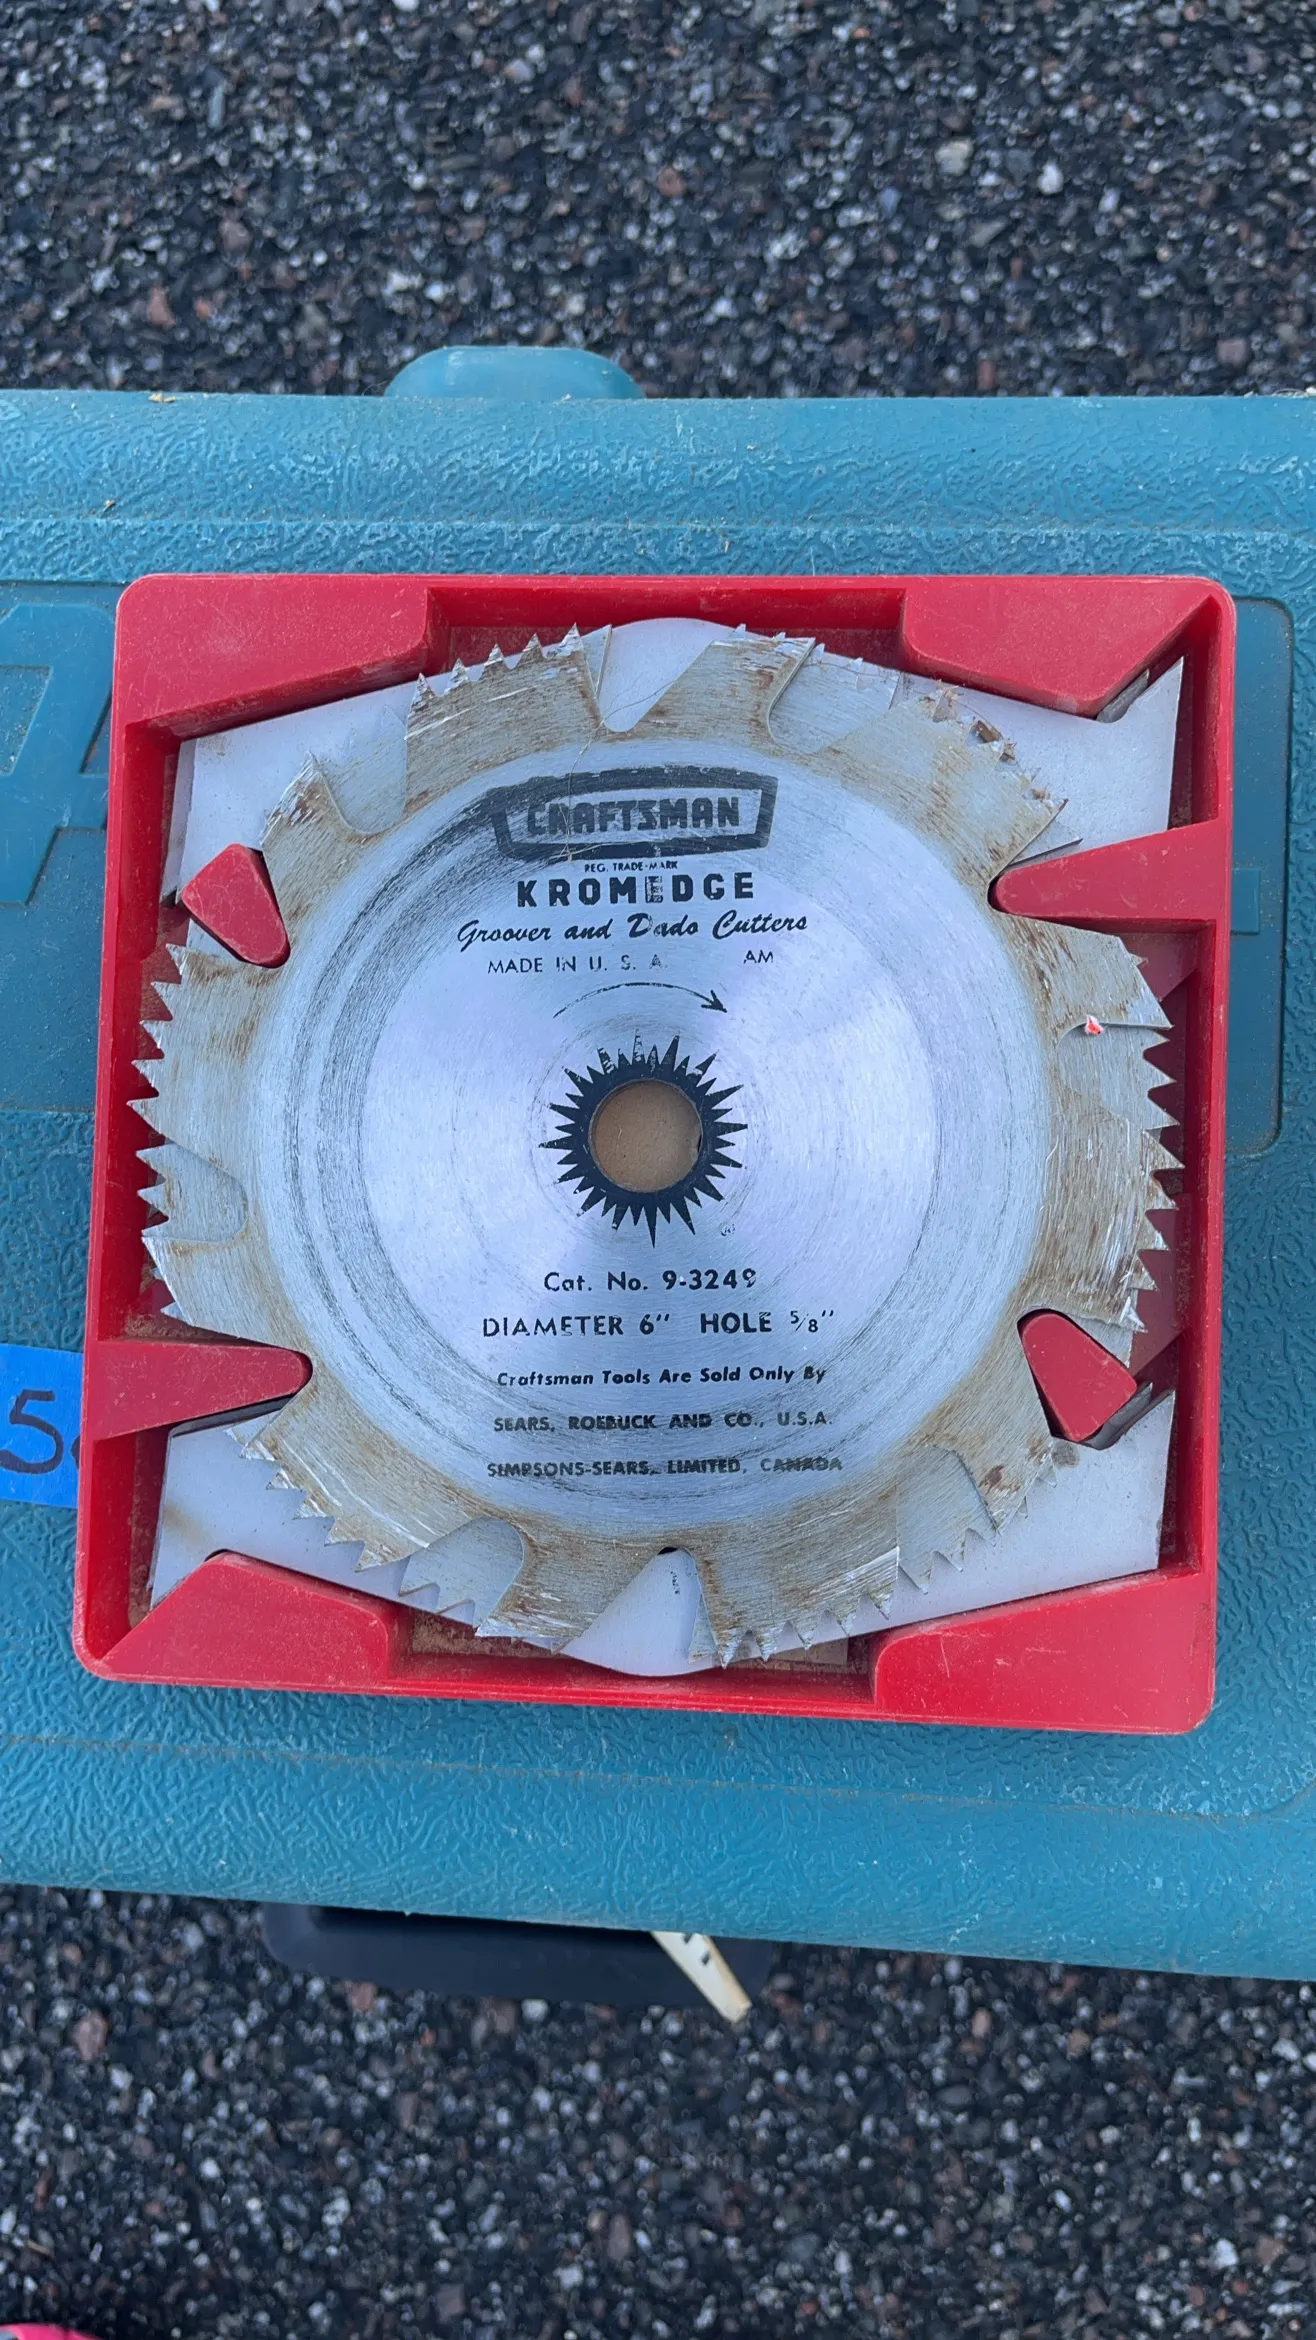 CRAFTSMAN
REG. TRADE-MARK
KROMEDGE
Groover and Dado Cutters
MADE IN U. S. A. AM
Cat. No. 9-3249
DIAMETER 6" HOLE 5/8"
Craftsman Tools Are Sold Only By
SEARS, ROEBUCK AND CO., U.S.A.
SIMPSONS-SEARS, LIMITED, CANADA
5